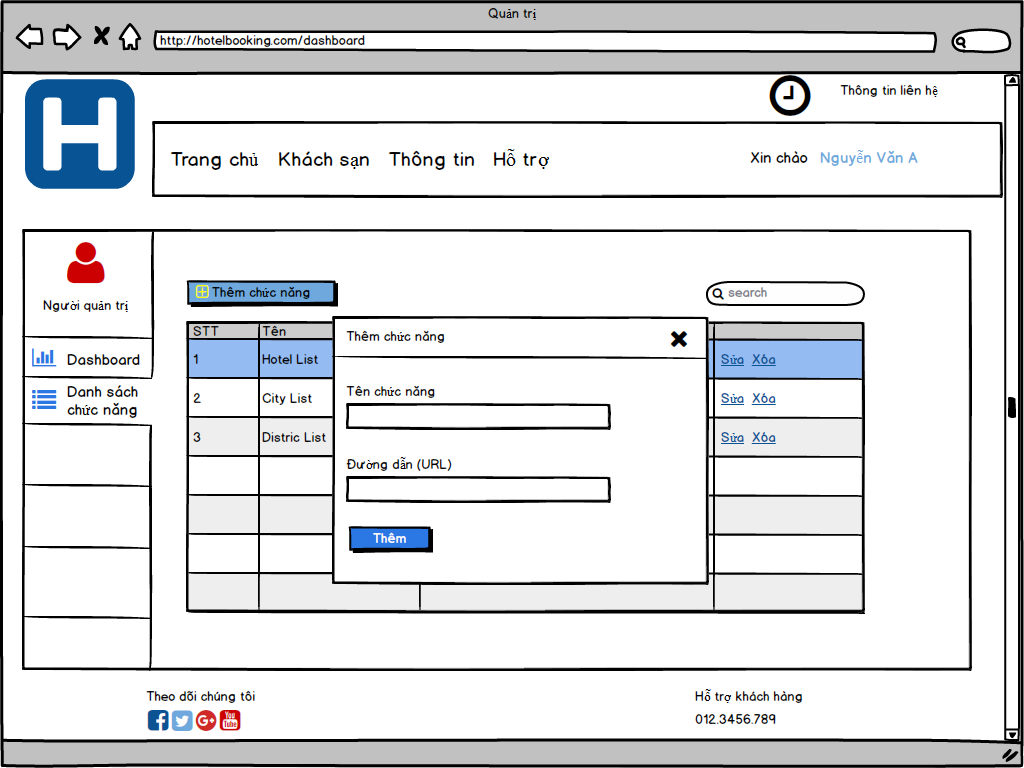 Quản trị
http://hotelbooking.com/dashboard
H
Thông tin liên hệ
Trang chủ Khách sạn Thông tin Hỗ trợ
Xin chào Nguyễn Văn A
Người quản trị
Dashboard
Danh sách
chức năng
Thêm chức năng
search
STT Tên
1 Hotel List Sửa Xóa
2 City List Sửa Xóa
3 Distric List Sửa Xóa
Thêm chức năng
Tên chức năng
Đường dẫn (URL)
Thêm
Theo dõi chúng tôi
f G+ You Tube
Hỗ trợ khách hàng
012.3456.789